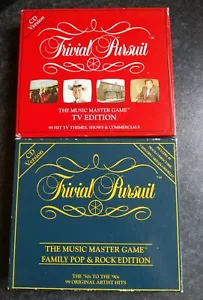 CD
Version
Trivial Pursuit
THE MUSIC MASTER GAME
TV EDITION
99 HIT TV THEMES, SHOWS & COMMERCIALS
CD
Version
Trivial Pursuit
THE MUSIC MASTER GAME
FAMILY POP & ROCK EDITION
THE '50s TO THE '90s
99 ORIGINAL ARTIST HITS